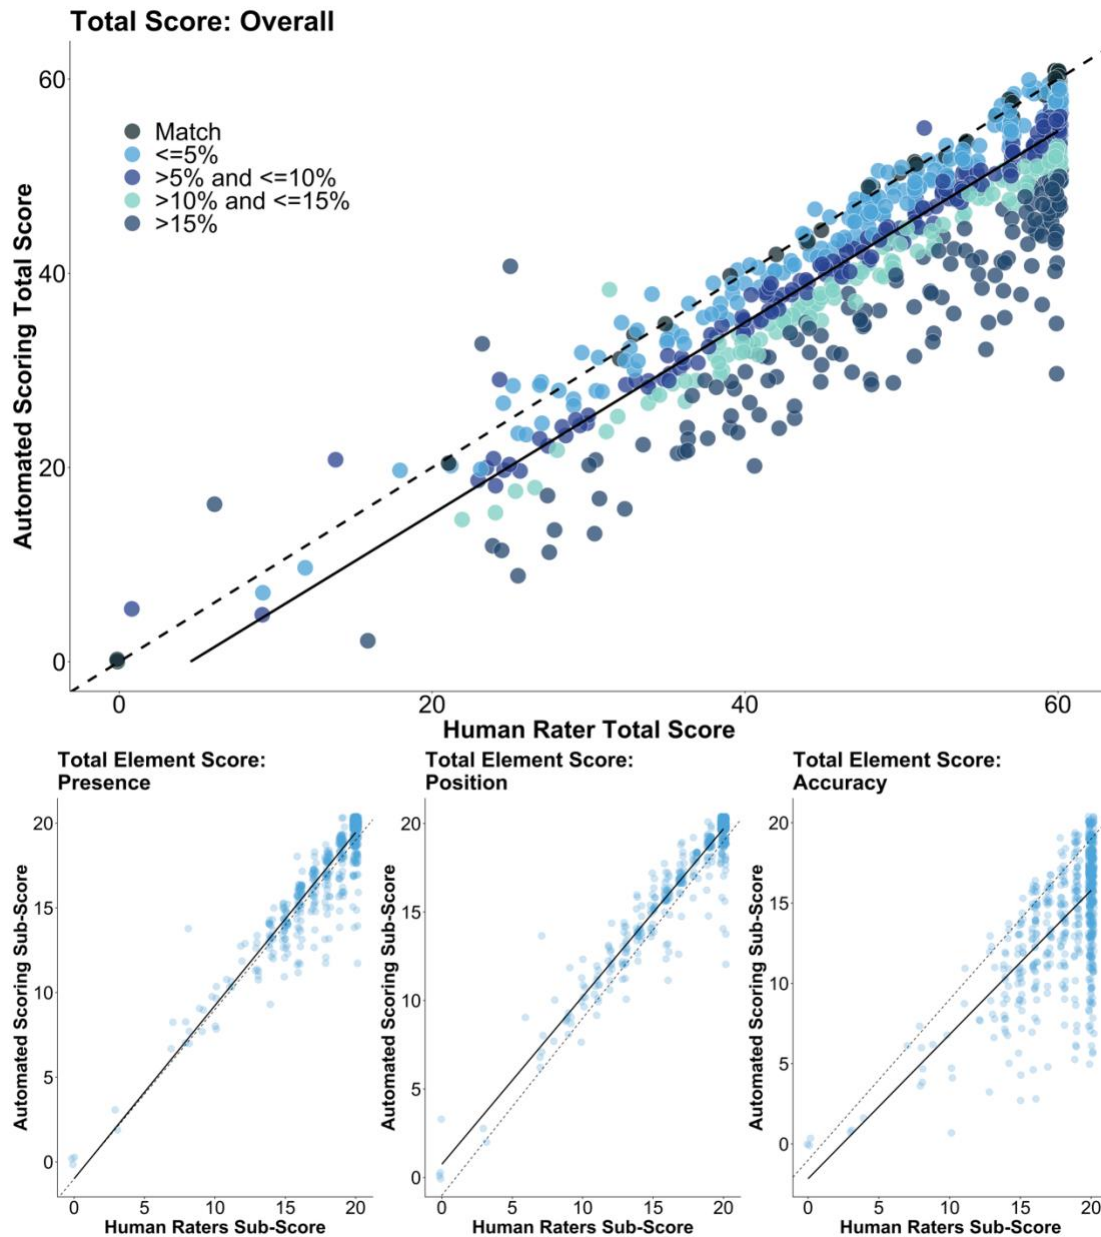 Total Score: Overall
Automated Scoring Total Score
60
40
20
0
Match
<=5%
>5% and <=10%
>10% and <=15%
>15%
0 20 40 60
Human Rater Total Score
Total Element Score:
Presence
Automated Scoring Sub-Score
20
15
10
5
0
0 5 10 15 20
Human Raters Sub-Score
Total Element Score:
Position
Automated Scoring Sub-Score
20
15
10
5
0
0 5 10 15 20
Human Raters Sub-Score
Total Element Score:
Accuracy
Automated Scoring Sub-Score
20
15
10
5
0
0 5 10 15 20
Human Raters Sub-Score